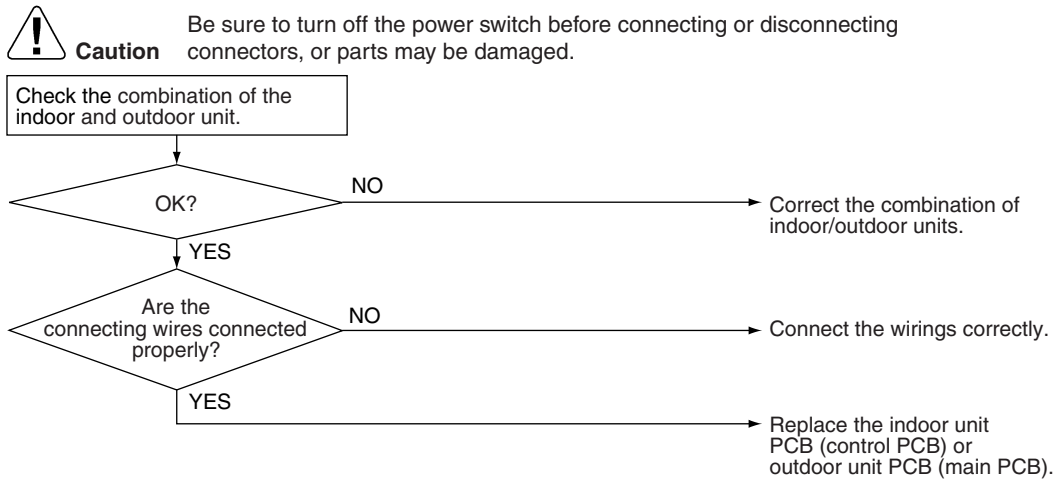 Be sure to turn off the power switch before connecting or disconnecting
Caution connectors, or parts may be damaged.
Check the combination of the
indoor and outdoor unit.
OK?
NO
Correct the combination of
indoor/outdoor units.
YES
Are the
connecting wires connected
properly?
NO
Connect the wirings correctly.
YES
Replace the indoor unit
PCB (control PCB) or
outdoor unit PCB (main PCB).